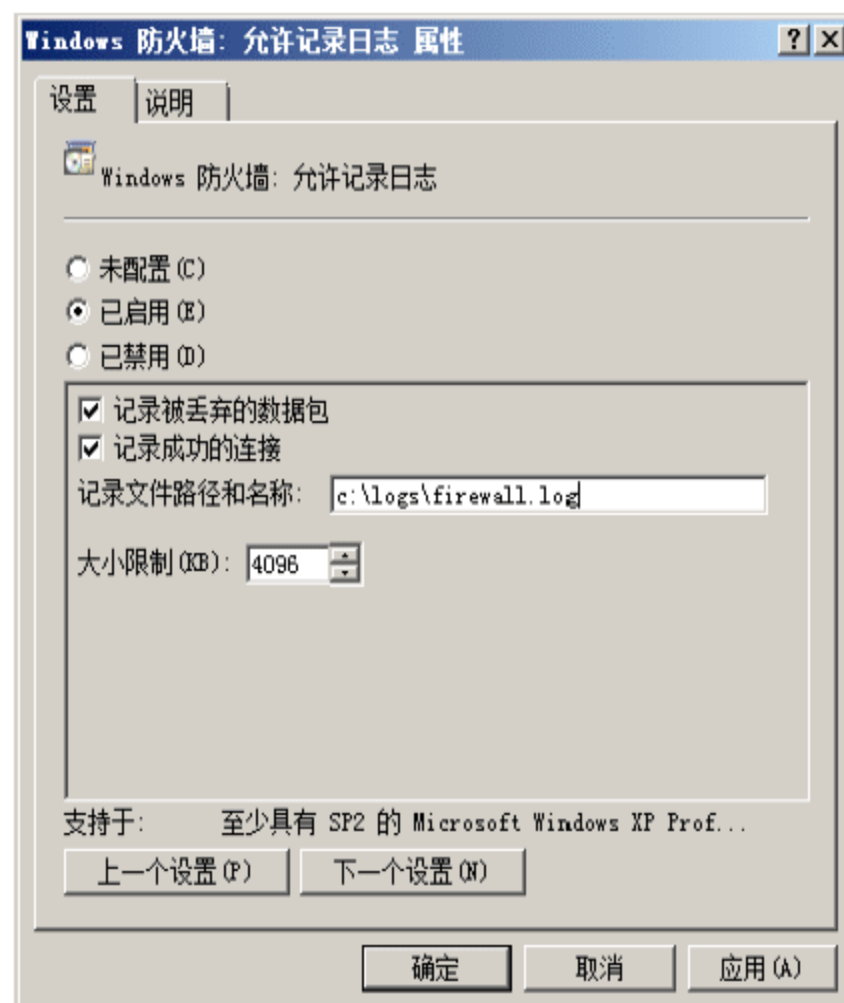 Windows 防火墙: 允许记录日志 属性
设置 说明
Windows 防火墙: 允许记录日志
未配置(C)
已启用(E)
已禁用(D)
记录被丢弃的数据包
记录成功的连接
记录文件路径和名称: c:\logs\firewall.log
大小限制(KB): 4096
支持于: 至少具有 SP2 的 Microsoft Windows XP Prof...
上一个设置(P) 下一个设置(N)
确定 取消 应用(A)